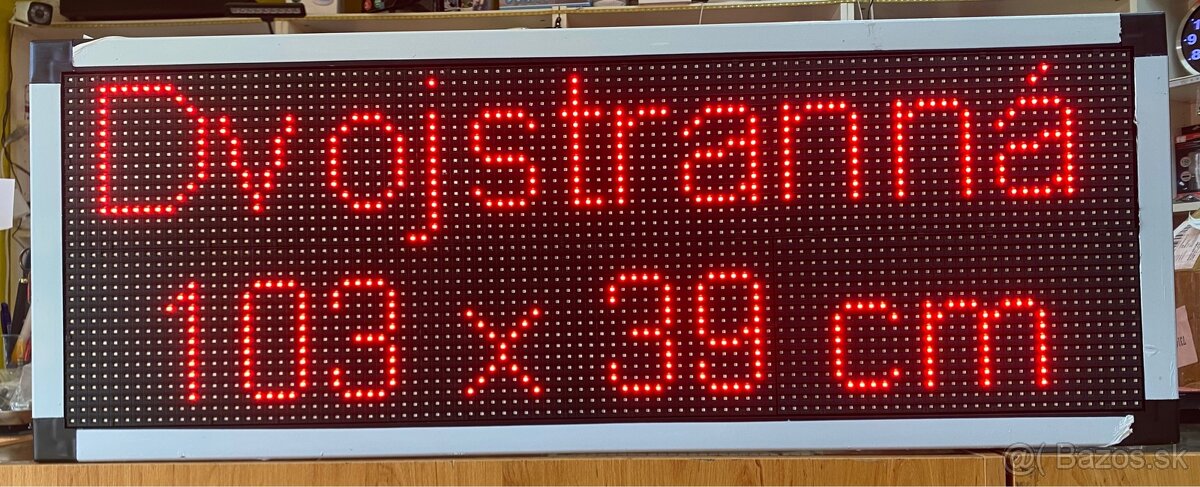 Dvojstranná
103 x 39 cm
@( Bazos.sk